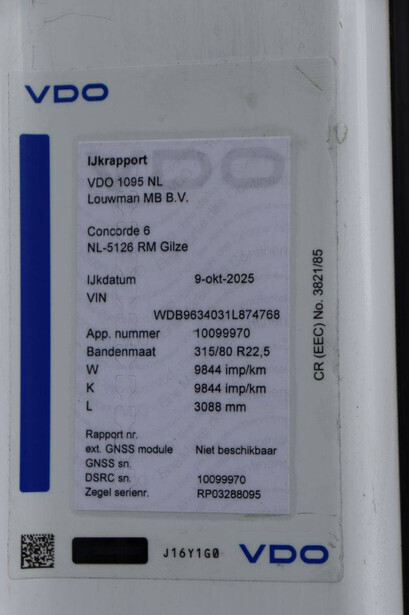 VDO
IJkrapport
VDO 1095 NL
Louwman MB B.V.
Concorde 6
NL-5126 RM Gilze
IJkdatum 9-okt-2025
VIN
WDB9634031L874768
App. nummer 10099970
Bandenmaat 315/80 R22,5
W 9844 imp/km
K 9844 imp/km
L 3088 mm
Rapport nr.
ext. GNSS module Niet beschikbaar
GNSS sn.
DSRC sn. 10099970
Zegel serienr. RP03288095
CR (EEC) No. 3821/85
J16Y1G0 VDO